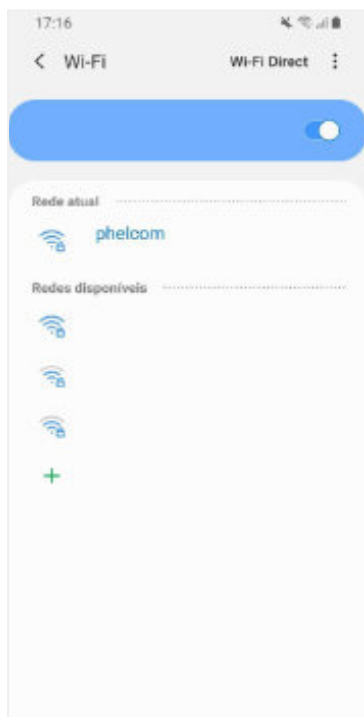 17:16
Wi-Fi
Wi-Fi Direct
Rede atual
phelcom
Redes disponíveis